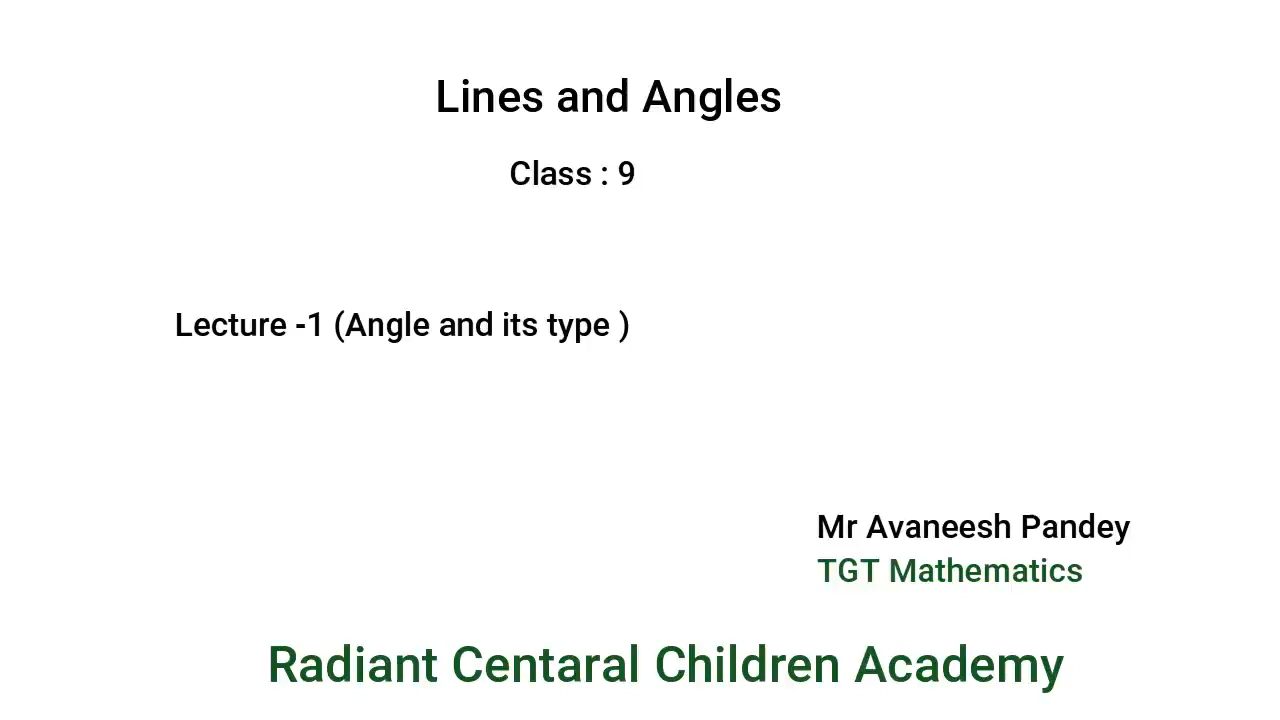 Lines and Angles
Class : 9
Lecture -1 (Angle and its type )
Mr Avaneesh Pandey
TGT Mathematics
Radiant Centaral Children Academy